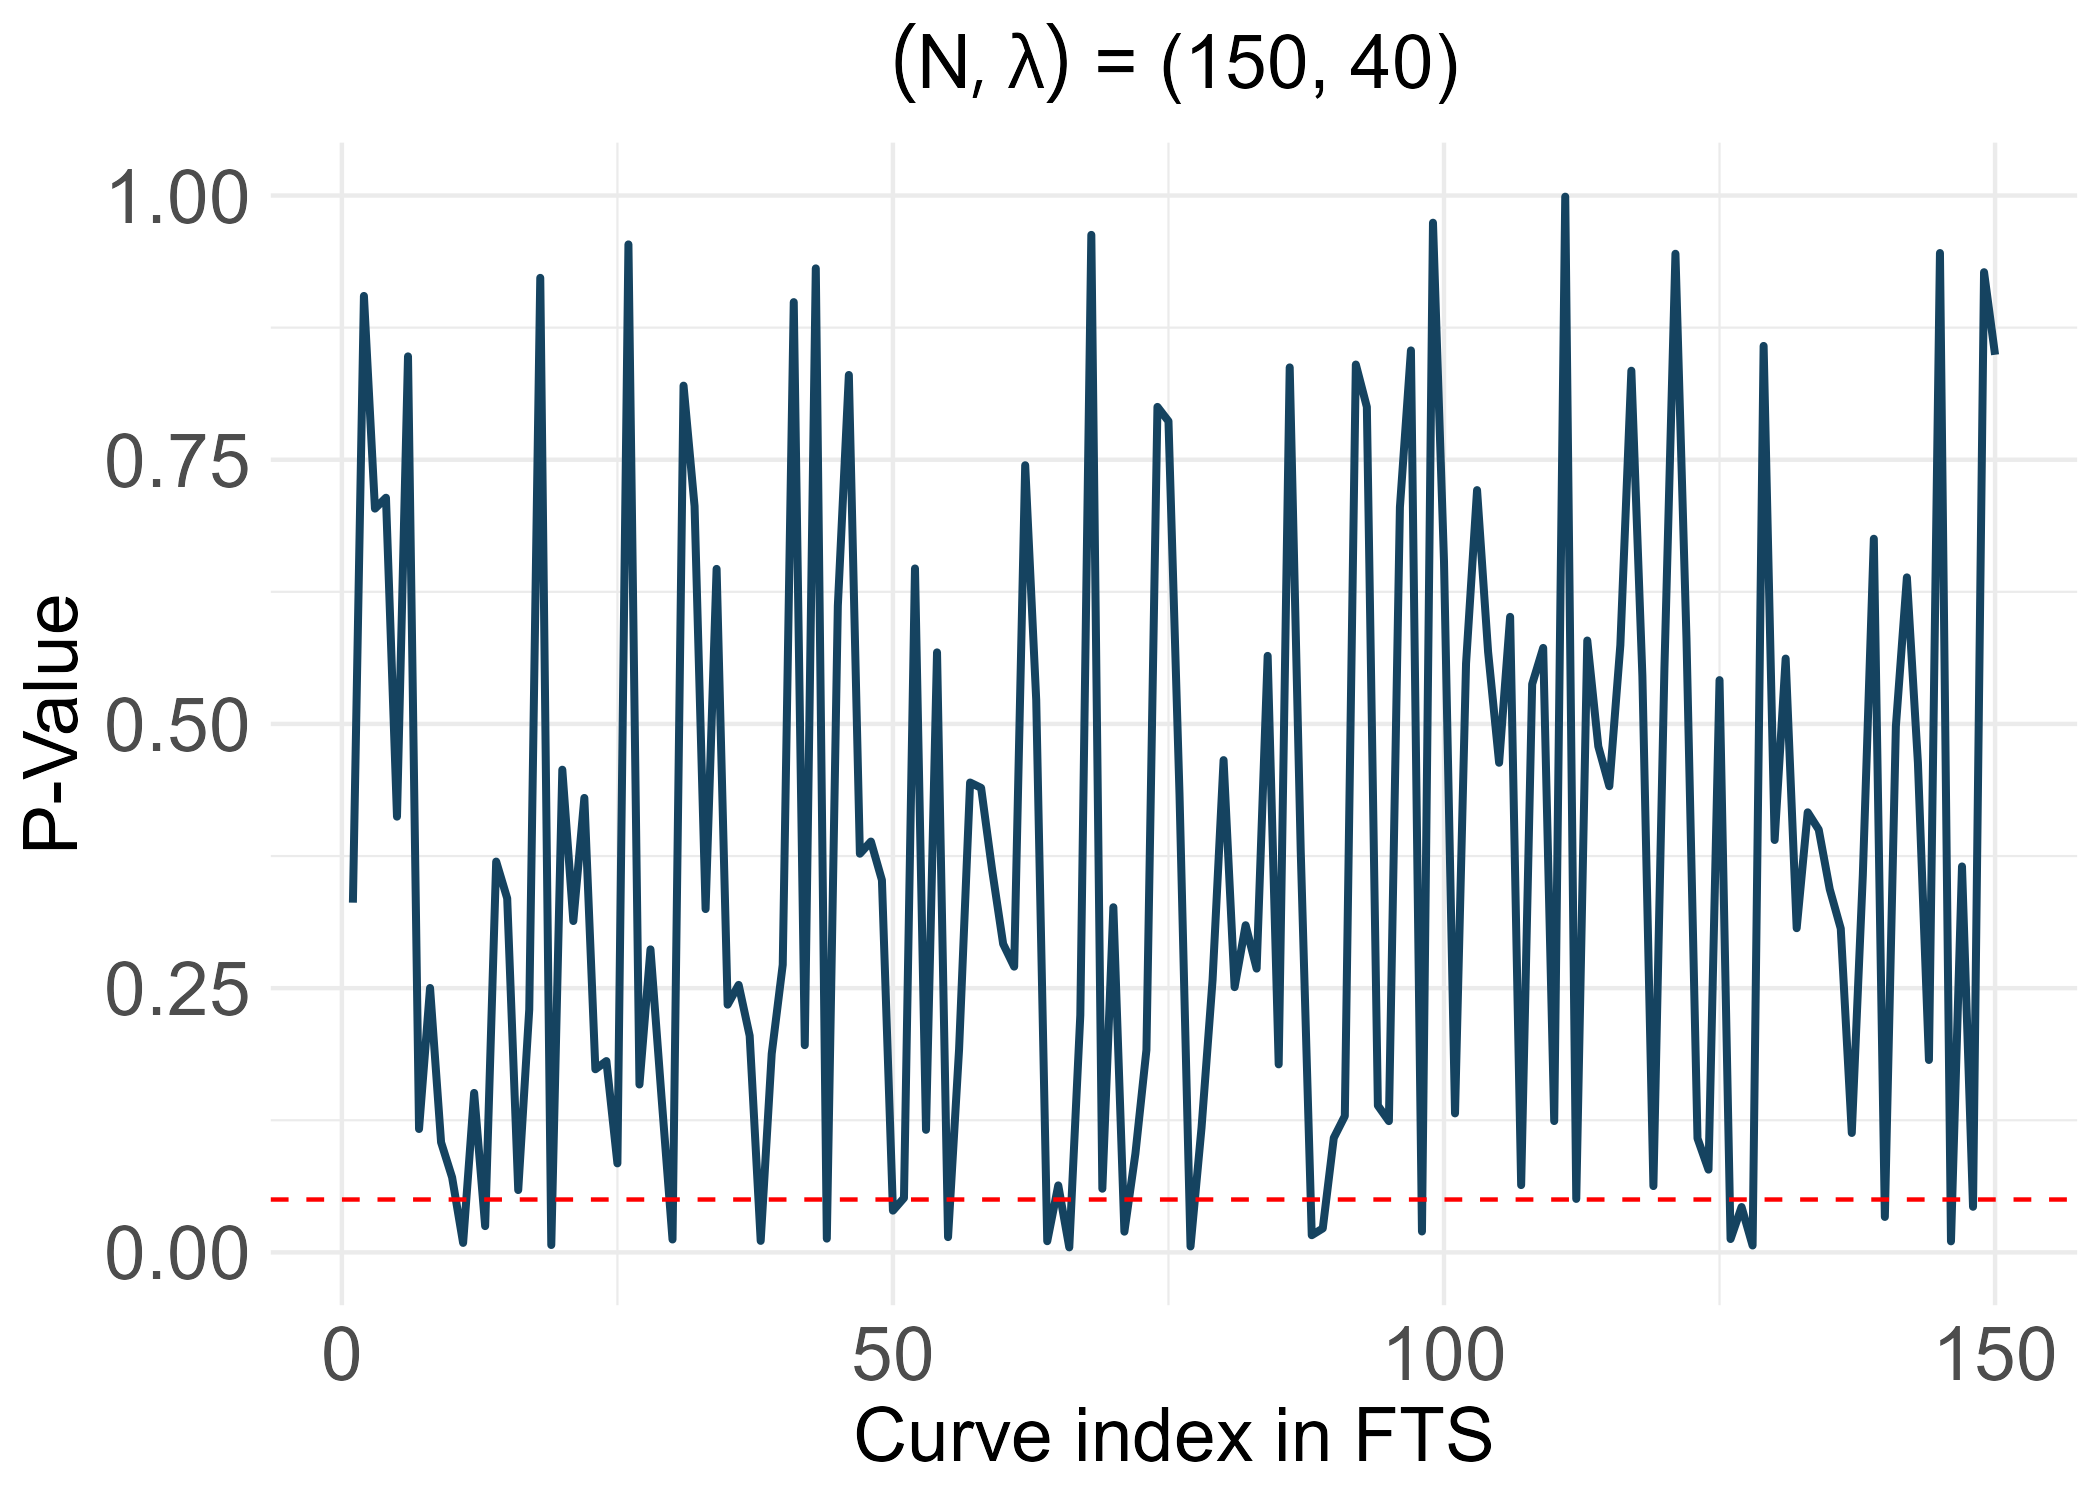 (N, λ) = (150, 40)
1.00
0.75
0.50
0.25
0.00
P-Value
0 50 100 150
Curve index in FTS